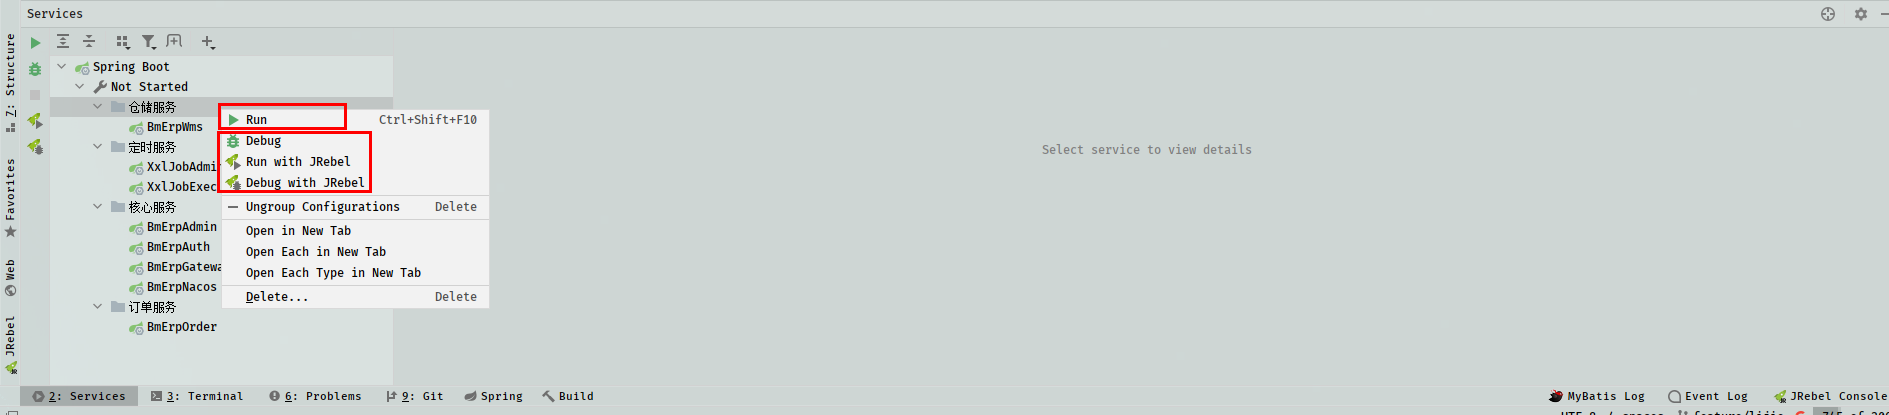 Services
Spring Boot
Not Started
仓储服务
BmErpWms
定时服务
XxlJobAdmi
XxlJobExec
核心服务
BmErpAdmin
BmErpAuth
BmErpGatewa
BmErpNacos
订单服务
BmErpOrder
Run Ctrl+Shift+F10
Debug
Run with JRebel
Debug with JRebel
Ungroup Configurations Delete
Open in New Tab
Open Each in New Tab
Open Each Type in New Tab
Delete... Delete
Select service to view details
Z: Structure
Favorites
Web
JRebel
2: Services
3: Terminal
6: Problems
9: Git
Spring
Build
MyBatis Log
Event Log
JRebel Console